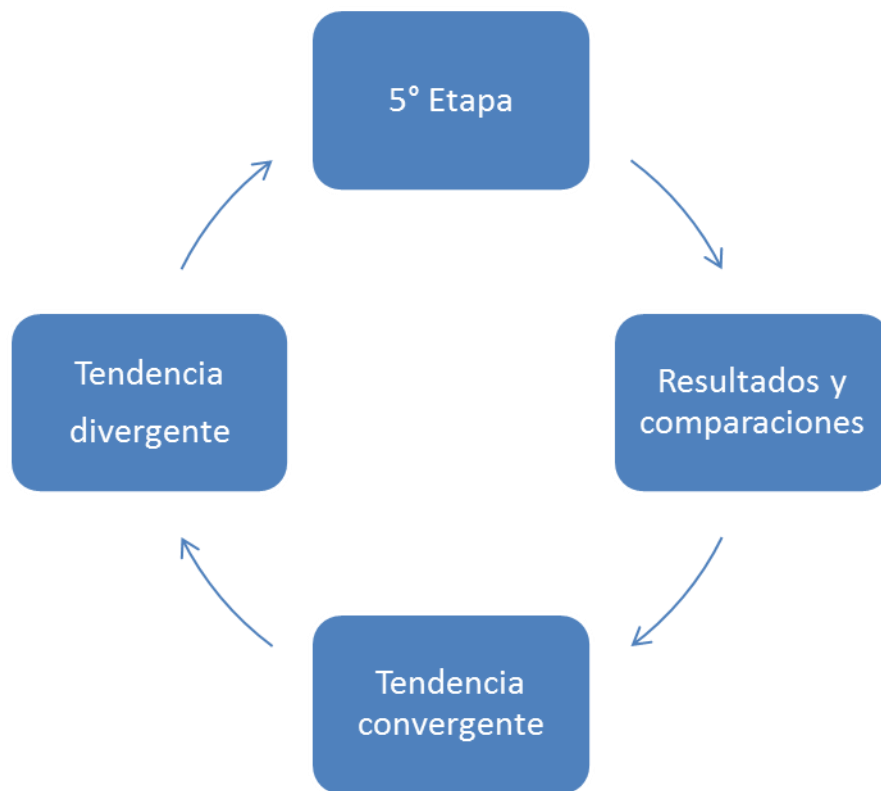 5° Etapa
Resultados y
comparaciones
Tendencia
convergente
Tendencia
divergente